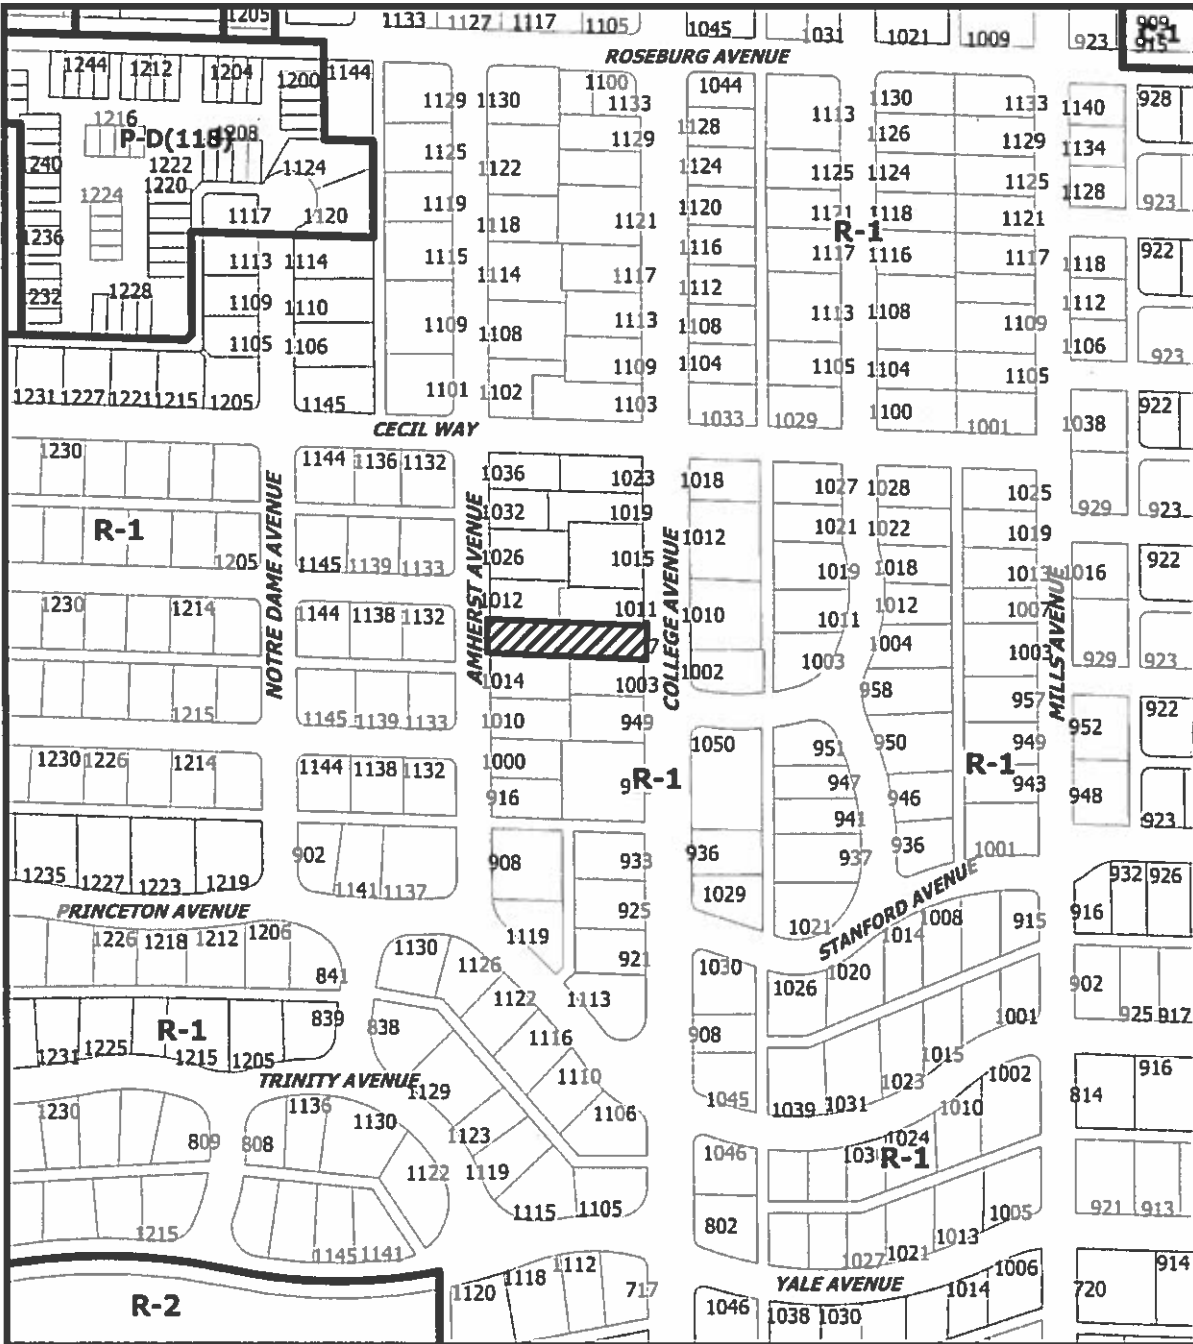 1205 1133 1127 1117 1105 1045 1031 1021 1009 923 909 C-1
915
ROSEBURG AVENUE
1244 1212 1204 1200 1144 1100 1044
1129 1130 1133 1113 1130 1133 1140 928
1216 P-D(118) 1208 1128 1126
1125 1129 1129 1134
1240 1222 1124 1122 1124 1125 1124 1125 1128 923
1224 1220
1117 1120 1119 1118 1121 1120 1121 1118 1121
R-1
1236 1113 1114 1115 1114 1117 1116 1117 1116 1117 1118 922
1232 1228 1109 1110 1112 1112
1109 1108 1113 1108 1113 1108 1109
1105 1106 1109 1104 1105 1104 1105 1106 923
1231 1227 1221 1215 1205 1145 1101 1102 1103 1033 1029 1100 1001 1038 922
CECIL WAY
1230 1144 1136 1132 1036 1023 1018 1027 1028 1025
NOTRE DAME AVENUE
AMHERST AVENUE
COLLEGE AVENUE
MILLS AVENUE
R-1 1032 1019 1012 1021 1022 1019 929 923
1205 1145 1139 1133 1026 1015 1019 1018 1013 1016 922
1230 1214 1144 1138 1132 1012 1011 1010 1011 1012 1007
7 1004 1003 929 923
1215 1145 1139 1133 1014 1003 1002 1003 958 957
1010 949 952 922
1230 1226 1214 1144 1138 1132 1000 1050 951 950 949
916 R-1 947 946 R-1 943 948
941 923
1235 1227 1223 1219 902 1141 1137 908 933 936 937 936 1001
932 926
PRINCETON AVENUE 925 1029 STANFORD AVENUE 916
1226 1218 1212 1206 1130 1119 1021 1014 1008 915
841 1126 921 1030 1026 1020
R-1 839 838 1122 1113 902
1231 1225 1215 1205 1116 908 1001 925 917
TRINITY AVENUE 1129 1110 1023 1015 1002 916
1230 1136 1130 1106 1045 1039 1031 1010 814
809 808 1123 1024
1122 1119 1046 R-1
1215 1145 1141 1115 1105 802 1027 1021 1013 1005 921 913
R-2 1120 1118 1112 717 YALE AVENUE 1006 914
1046 1038 1030 1014 720